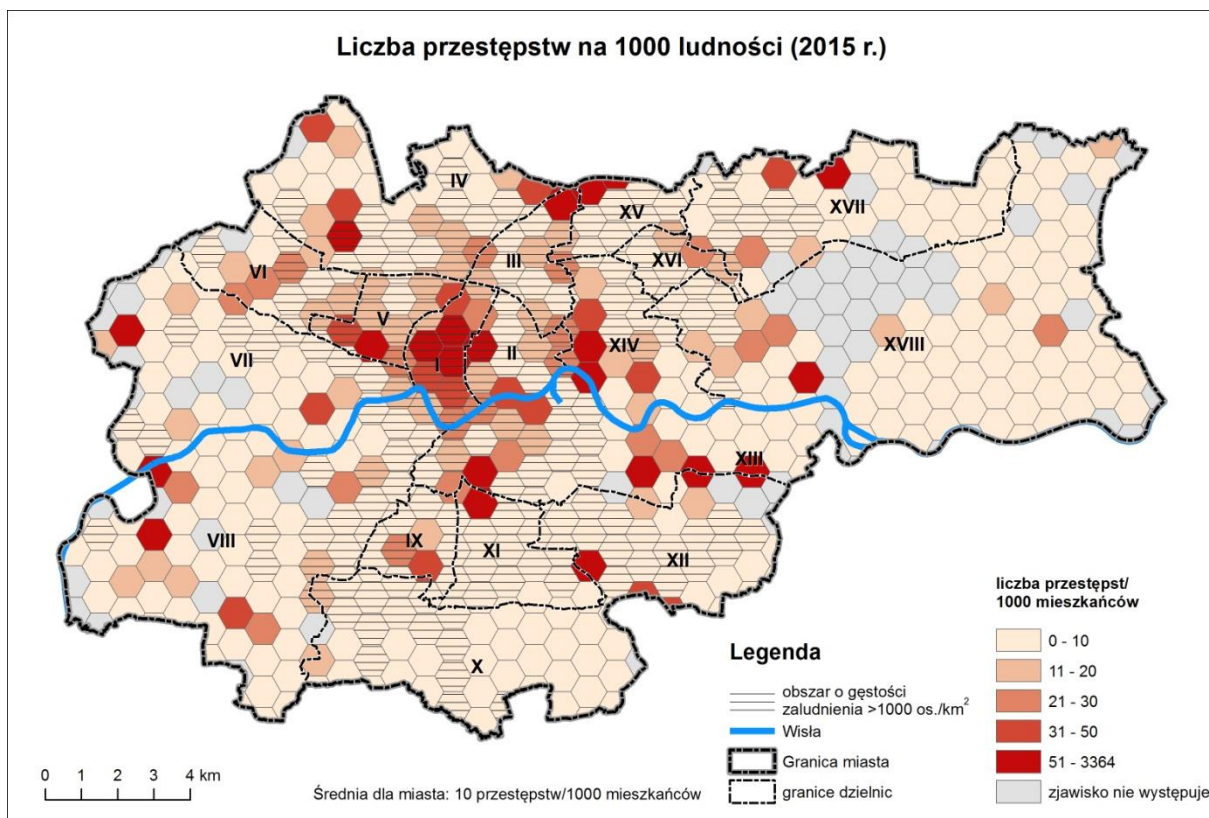 Liczba przestępstw na 1000 ludności (2015 r.)
IV
XV
XVII
III
XVI
VI
V
II
XIV
XVIII
VII
I
XIII
VIII
IX
XI
XII
X
Legenda
obszar o gęstości
zaludnienia >1000 os./km²
Wisła
Granica miasta
granice dzielnic
liczba przestępst/
1000 mieszkańców
0 - 10
11 - 20
21 - 30
31 - 50
51 - 3364
zjawisko nie występuje
0 1 2 3 4 km
Średnia dla miasta: 10 przestępstw/1000 mieszkańców